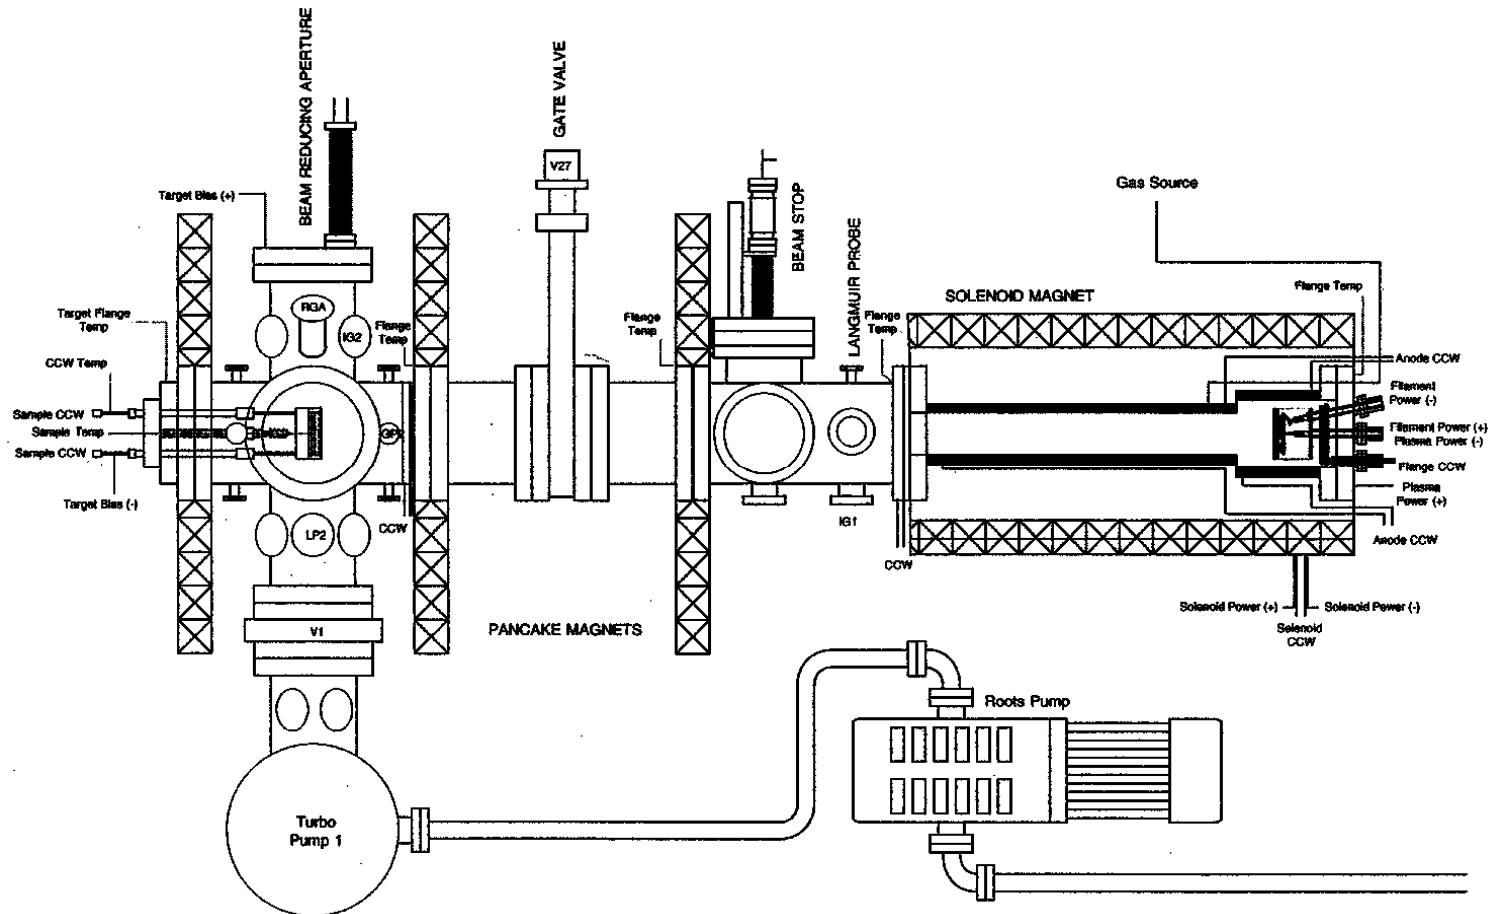 BEAM REDUCING APERTURE
GATE VALVE
V27
Target Bias (+)
BEAM STOP
LANGMUIR PROBE
Gas Source
RGA
IG2
Target Flange
Temp
Flange
Temp
Flange
Temp
Flange
Temp
SOLENOID MAGNET
Flange Temp
CCW Temp
Anode CCW
Filament
Power (-)
Sample CCW
Sample Temp
Sample CCW
Filament Power (+)
Plasma Power (-)
Flange CCW
Target Bias (-)
Plasma
Power (+)
LP2
CCW
IG1
CCW
Anode CCW
V1
PANCAKE MAGNETS
Solenoid Power (+)
Solenoid Power (-)
Solenoid
CCW
Roots Pump
Turbo
Pump 1